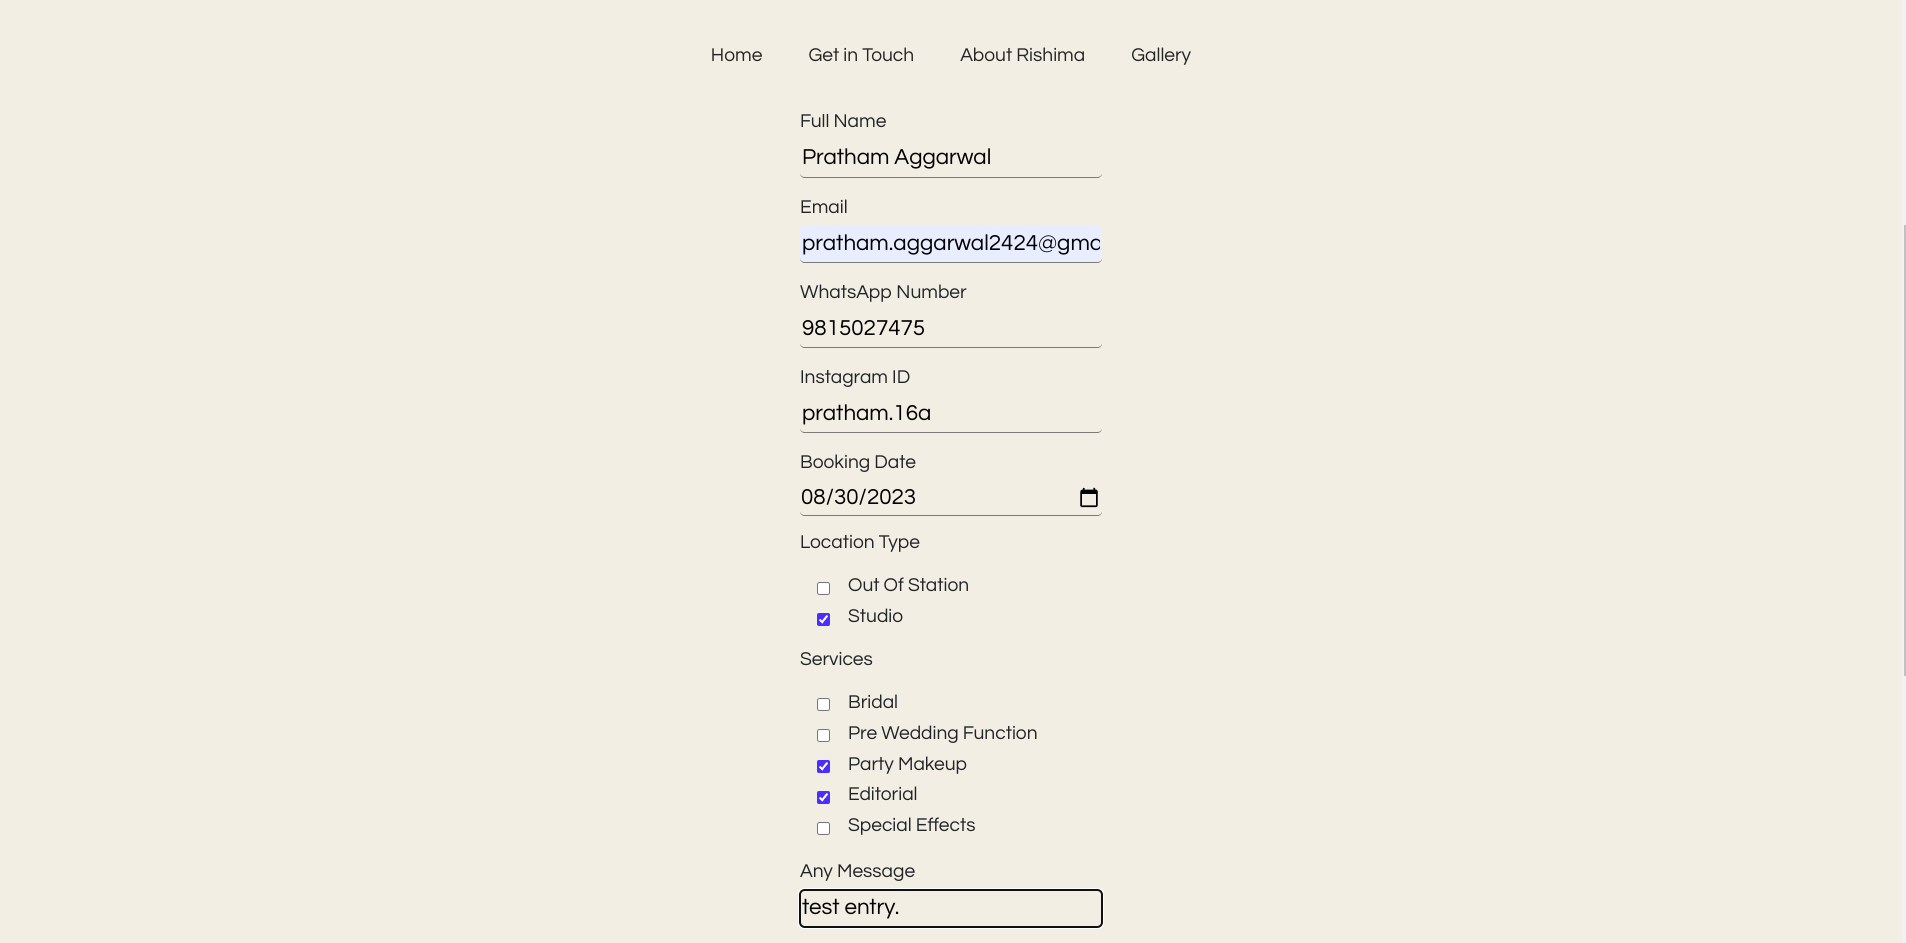 Home Get in Touch About Rishima Gallery
Full Name
Pratham Aggarwal
Email
pratham.aggarwal2424@gma
WhatsApp Number
9815027475
Instagram ID
pratham.16a
Booking Date
08/30/2023
Location Type
Out Of Station
Studio
Services
Bridal
Pre Wedding Function
Party Makeup
Editorial
Special Effects
Any Message
test entry.